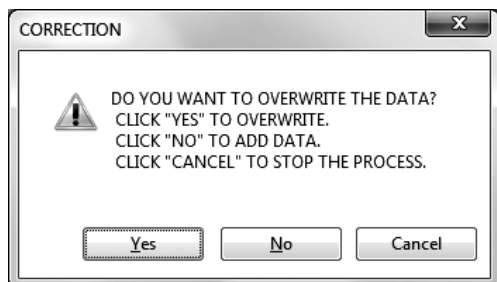 CORRECTION
DO YOU WANT TO OVERWRITE THE DATA?
CLICK "YES" TO OVERWRITE.
CLICK "NO" TO ADD DATA.
CLICK "CANCEL" TO STOP THE PROCESS.
Yes No Cancel